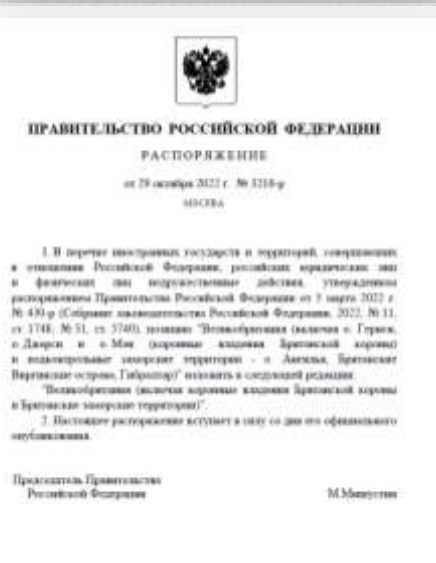 ПРАВИТЕЛЬСТВО РОССИЙСКОЙ ФЕДЕРАЦИИ
РАСПОРЯЖЕНИЕ
от 29 октября 2022 г. № 3216-р
МОСКВА
1. В перечне иностранных государств и территорий, совершающих
в отношении Российской Федерации, российских юридических лиц
и физических лиц недружественные действия, утвержденном
распоряжением Правительства Российской Федерации от 5 марта 2022 г.
№ 430-р (Собрание законодательства Российской Федерации, 2022, № 11,
ст. 1748; № 31, ст. 5740), позицию "Великобритания (включая о. Гернси,
о. Джерси и о. Мэн (коронные владения Британской короны)
и подконтрольные заморские территории - о. Ангилья, Британские
Виргинские острова, Гибралтар)" изложить в следующей редакции:
"Великобритания (включая коронные владения Британской короны
и Британские заморские территории)".
2. Настоящее распоряжение вступает в силу со дня его официального
опубликования.
Председатель Правительства
Российской Федерации
М.Мишустин